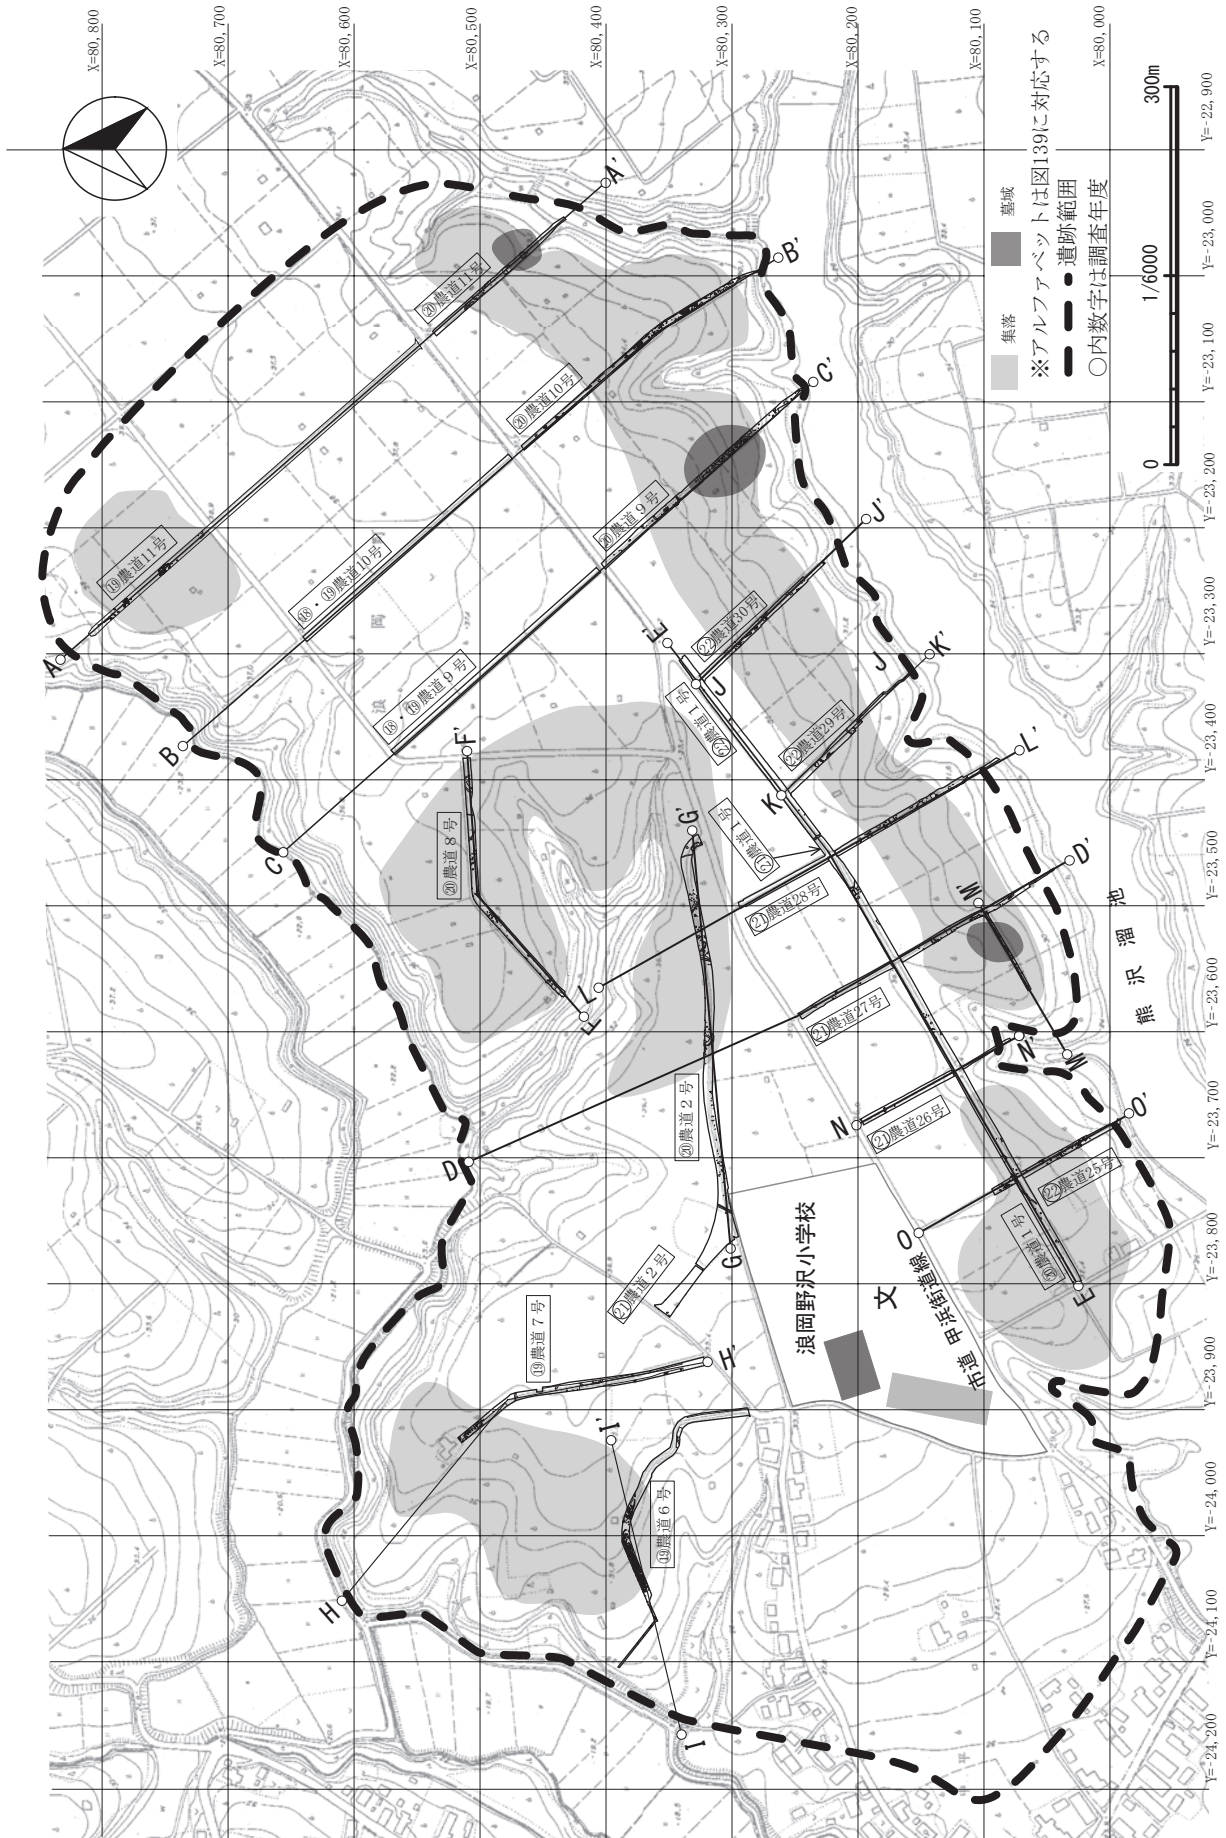 X=80,800
X=80,700
X=80,600
X=80,500
X=80,400
X=80,300
X=80,200
X=80,100
X=80,000
Y=-22,900
Y=-23,000
Y=-23,100
Y=-23,200
Y=-23,300
Y=-23,400
Y=-23,500
Y=-23,600
Y=-23,700
Y=-23,800
Y=-23,900
Y=-24,000
Y=-24,100
Y=-24,200
集落
墓域
※アルファベットは図139に対応する
遺跡範囲
○内数字は調査年度
0
1/6000
300m
A
A'
B
B'
C
C'
D
D'
E
E'
F
F'
G
G'
H
H'
I
I'
J
J'
J
K
K'
L
L'
M
M'
N
N'
O
O'
⑲農道11号
⑳農道11号
⑱・⑲農道10号
⑳農道10号
⑱・⑲農道9号
⑳農道9号
⑳農道8号
⑳農道2号
㉑農道2号
⑲農道7号
⑲農道6号
㉒農道30号
㉒農道1号
㉒農道29号
㉑農道1号
㉑農道28号
㉑農道27号
㉑農道26号
㉒農道25号
⑳農道1号
浪岡
浪岡野沢小学校
文
市道 甲浜街道線
熊沢溜池